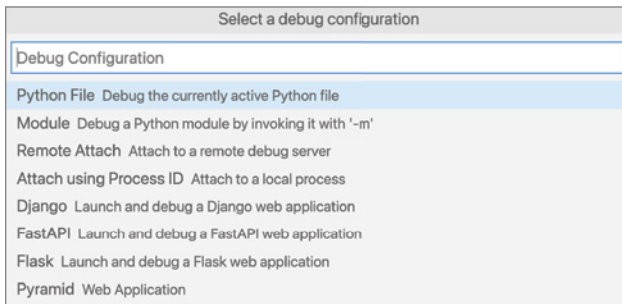 Select a debug configuration
Debug Configuration
Python File Debug the currently active Python file
Module Debug a Python module by invoking it with '-m'
Remote Attach Attach to a remote debug server
Attach using Process ID Attach to a local process
Django Launch and debug a Django web application
FastAPI Launch and debug a FastAPI web application
Flask Launch and debug a Flask web application
Pyramid Web Application